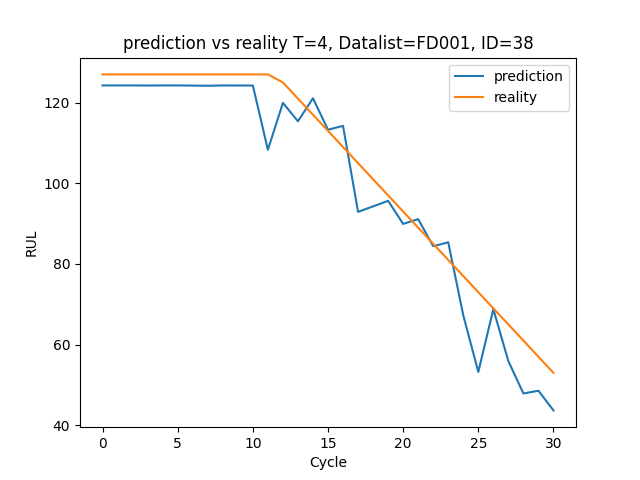 prediction vs reality T=4, Datalist=FD001, ID=38
prediction
reality
120
100
80
60
40
RUL
0 5 10 15 20 25 30
Cycle